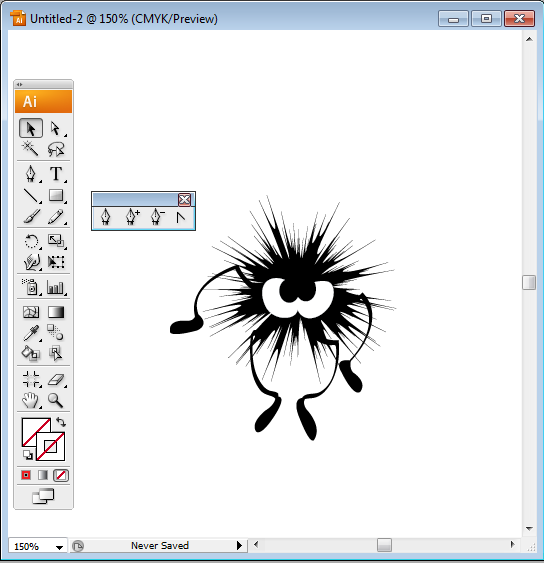 Untitled-2 @ 150% (CMYK/Preview)
Ai
T
150%
Never Saved